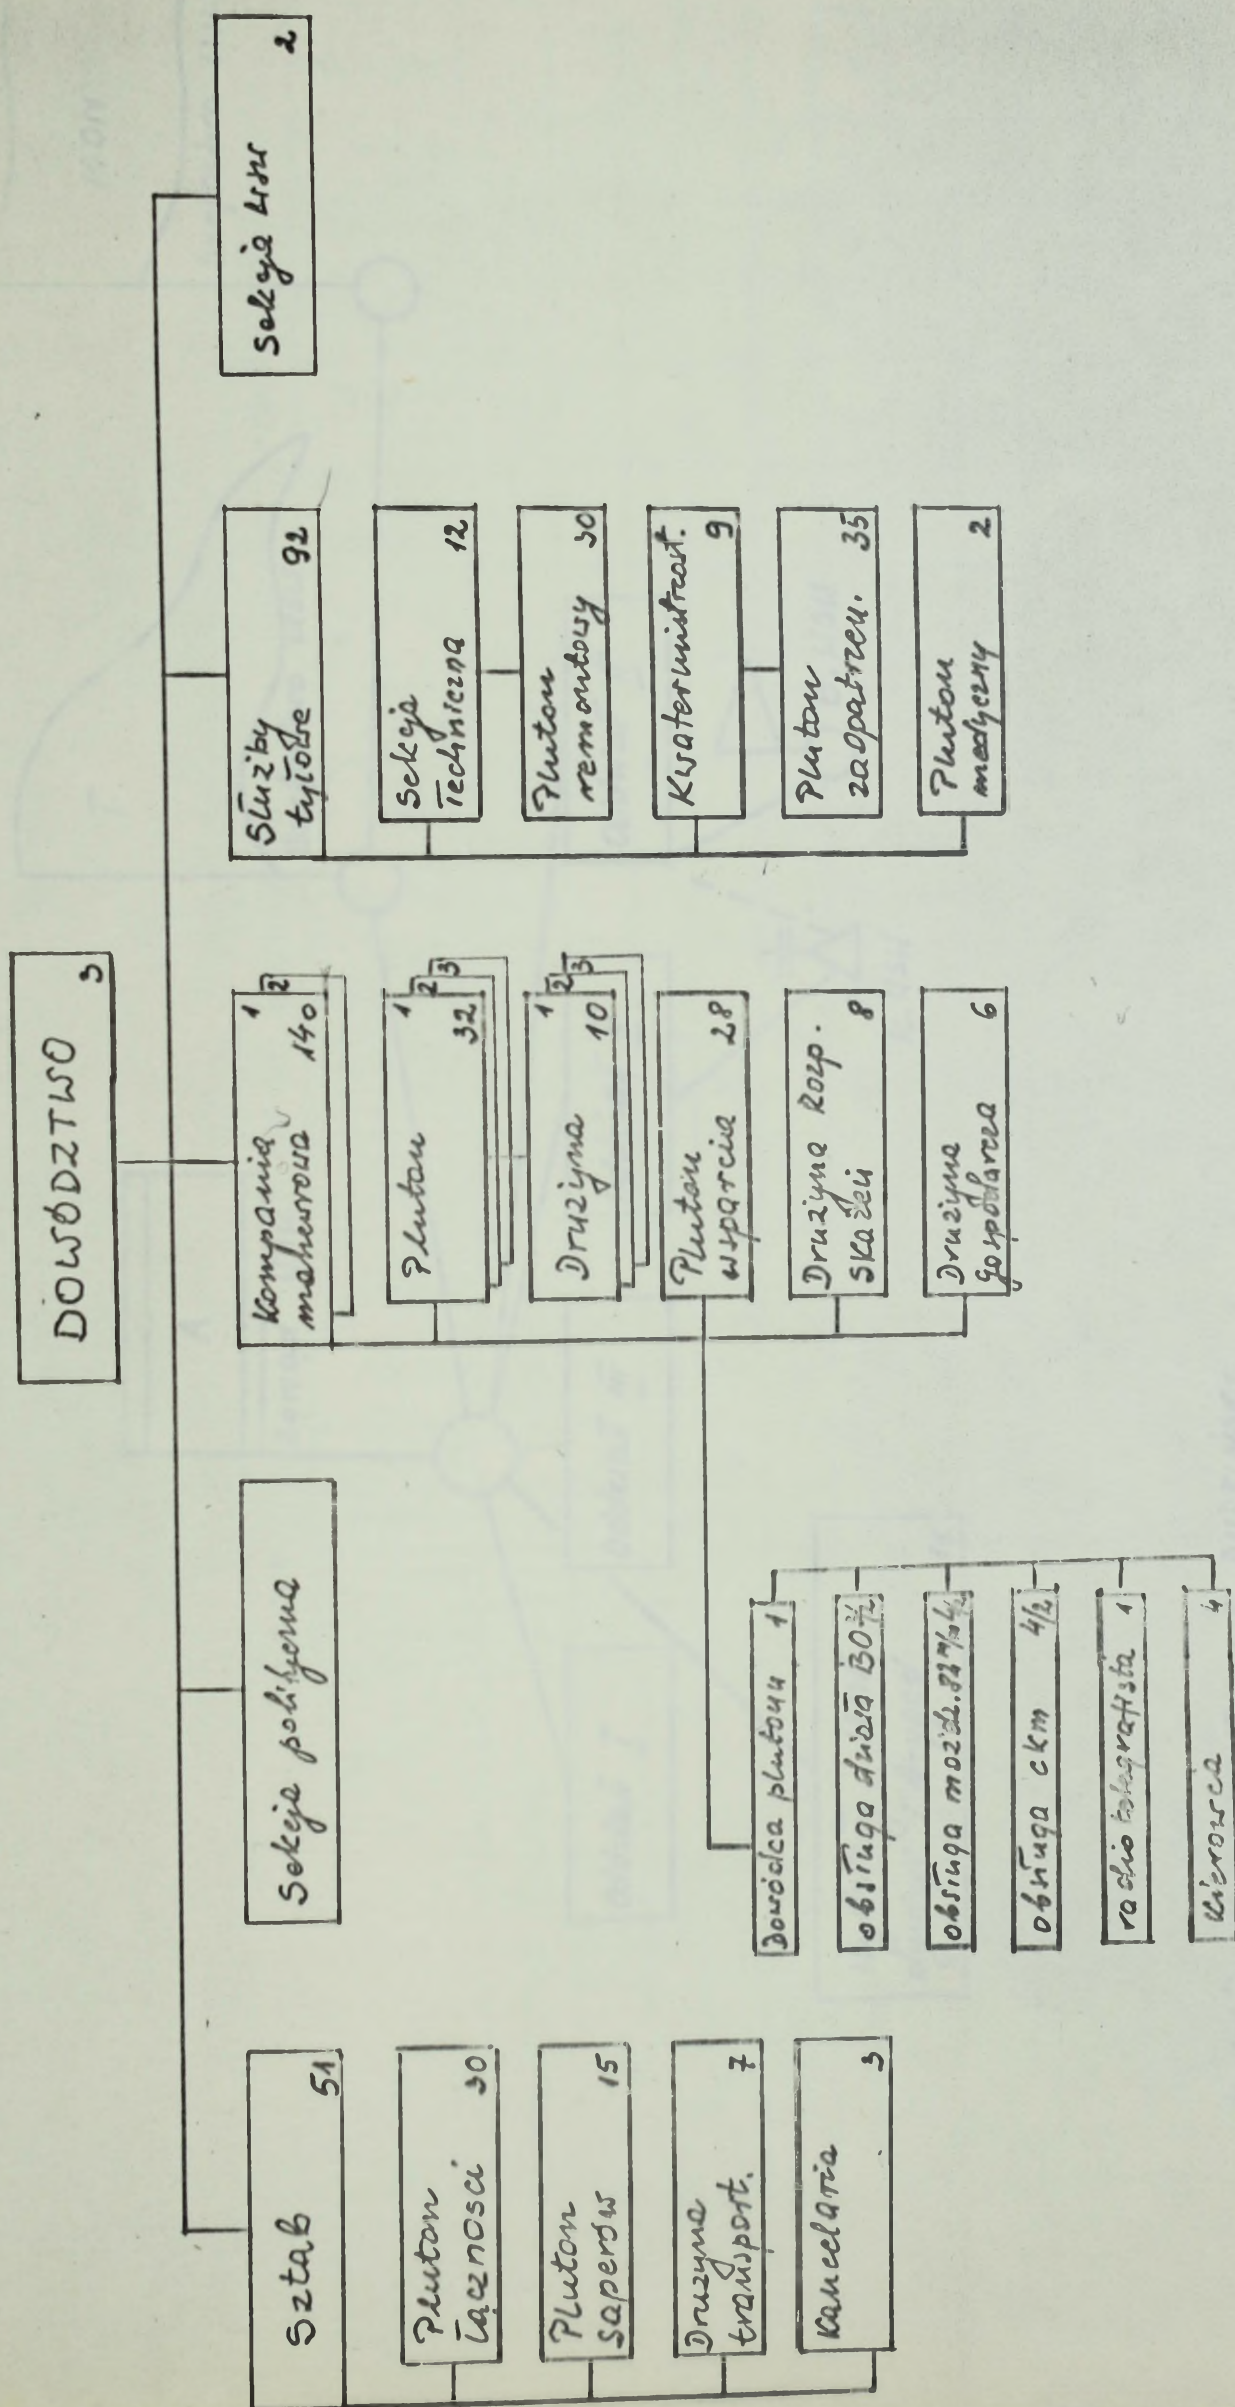 DOWÓDZTWO 3
Sztab 51
Pluton
łączności 30
Pluton
saperów 15
Drużyna
transport. 7
Kancelaria 3
Sekcja polityczna
Kompania 1
manewrowa 140
2
Pluton 1
32
2
3
Drużyna 1
10
2
3
Pluton
wsparcia 28
Drużyna Rozp.
Skażeń 8
Drużyna
gospodarcza 6
Dowódca plutonu 1
obsługa działa BO
obsługa moźdz. 82 m/m
obsługa ckm 4/2
radiotelegrafista 1
Kierowca 4
Służby
tyłowe 92
Sekcja
Techniczna 12
Pluton
remontowy 30
Kwatermistrzost.
9
Pluton
zaopatrzen. 35
Pluton
medyczny 2
Sekcja
2